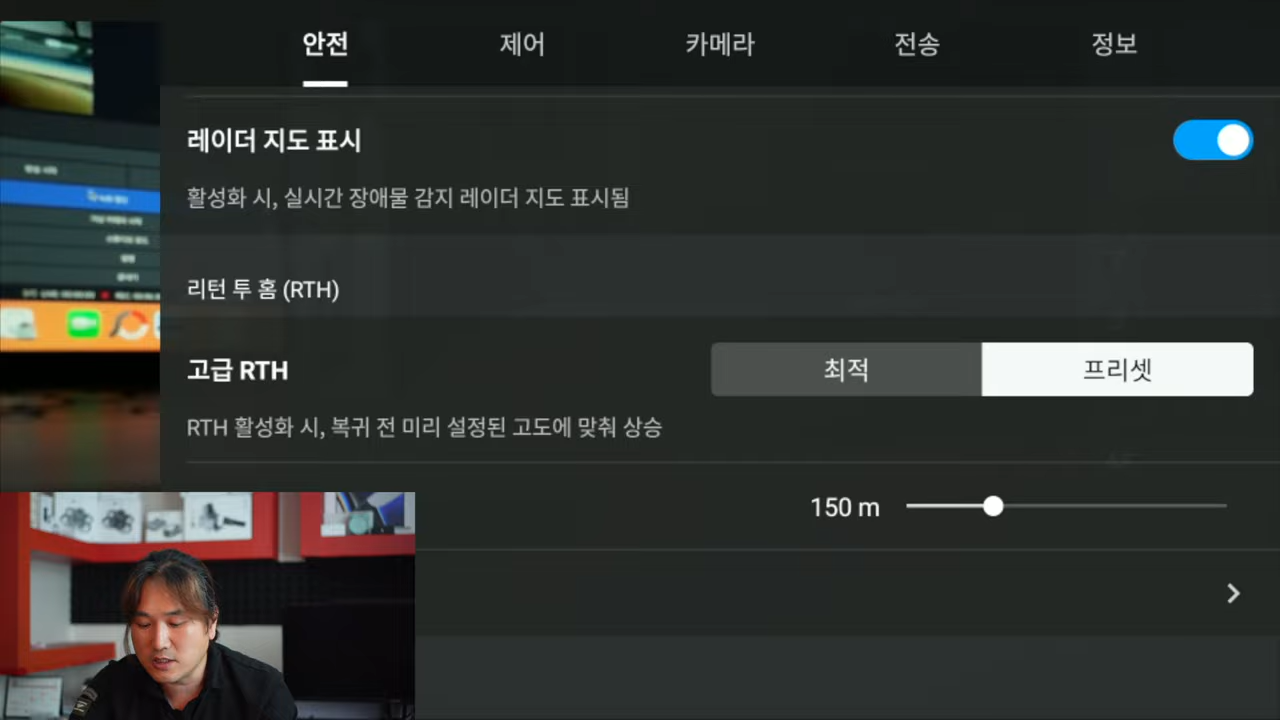 안전 제어 카메라 전송 정보
레이더 지도 표시
활성화 시, 실시간 장애물 감지 레이더 지도 표시됨
리턴 투 홈 (RTH)
고급 RTH 최적 프리셋
RTH 활성화 시, 복귀 전 미리 설정된 고도에 맞춰 상승
150 m